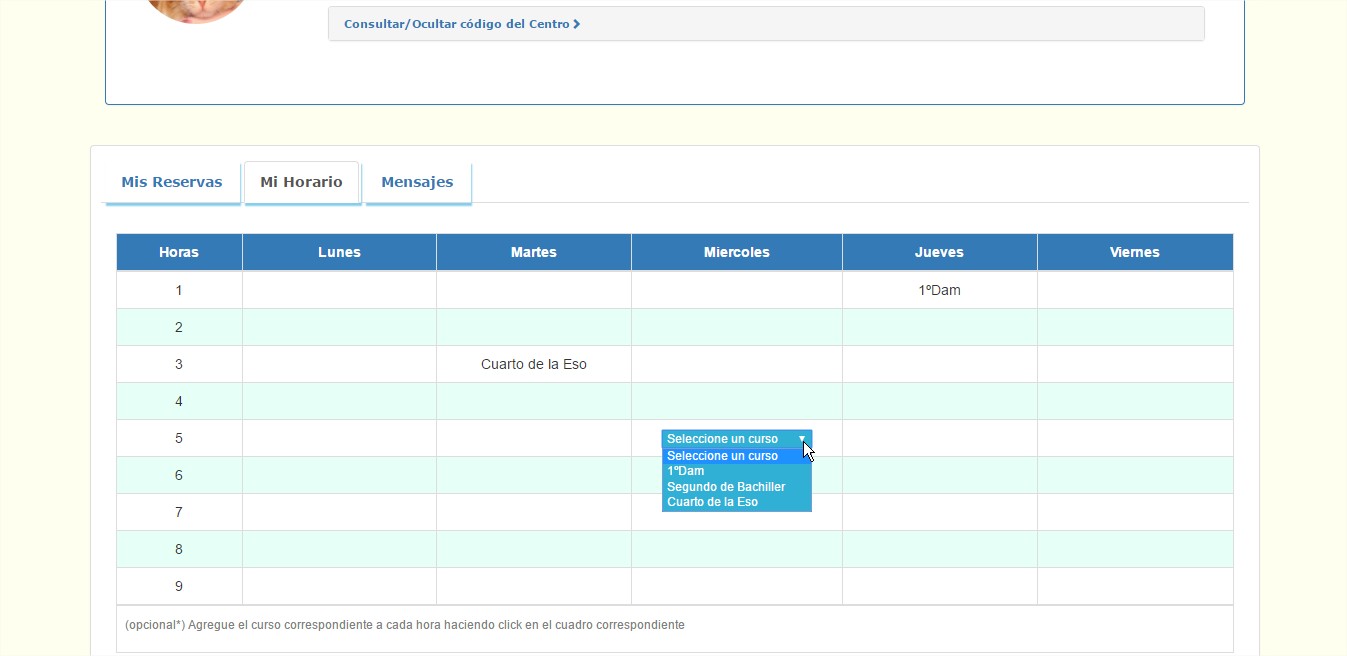 Consultar/Ocultar código del Centro
Mis Reservas Mi Horario Mensajes
Horas Lunes Martes Miercoles Jueves Viernes
1 1ºDam
2
3 Cuarto de la Eso
4
5 Seleccione un curso
Seleccione un curso
1ºDam
6
Segundo de Bachiller
Cuarto de la Eso
7
8
9
(opcional*) Agregue el curso correspondiente a cada hora haciendo click en el cuadro correspondiente